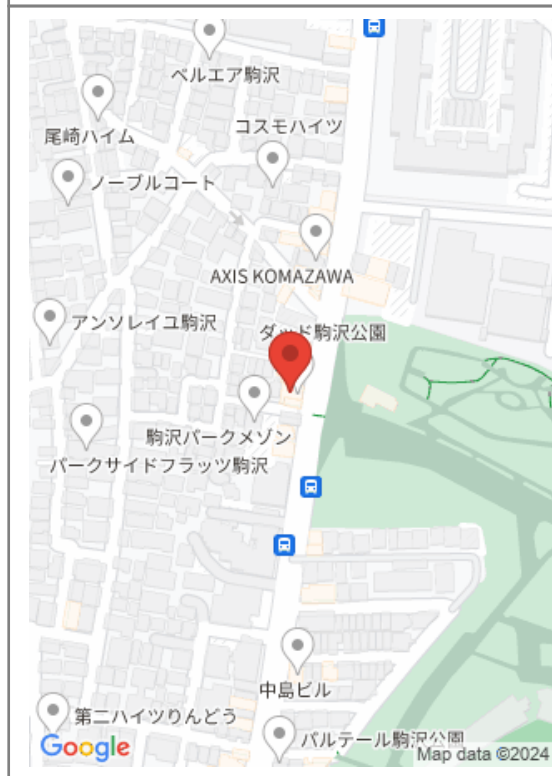 ベルエア駒沢
コスモハイツ
尾崎ハイム
ノーブルコート
AXIS KOMAZAWA
アンソレイユ駒沢
ダッド駒沢公園
駒沢パークメゾン
パークサイドフラッツ駒沢
中島ビル
第二ハイツりんどう
パルテール駒沢公園
Google
Map data ©2024